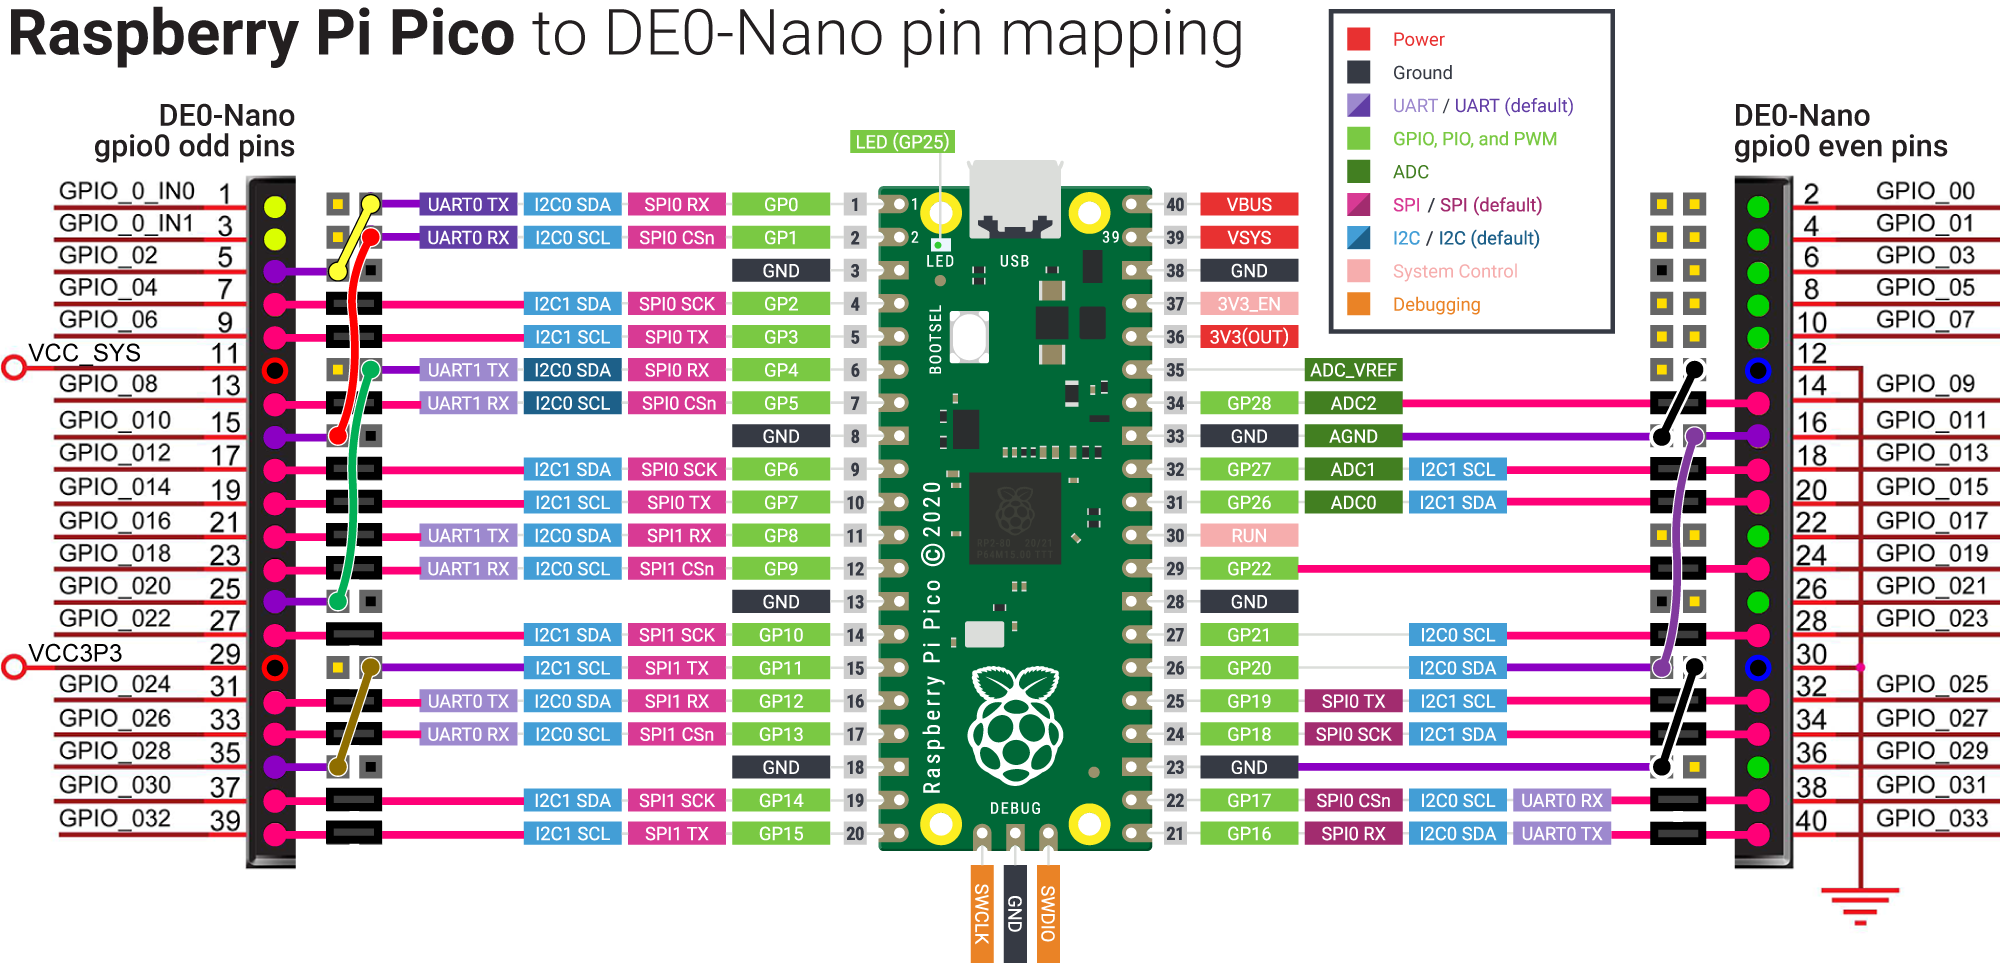 Raspberry Pi Pico to DE0-Nano pin mapping
Power
Ground
UART / UART (default)
GPIO, PIO, and PWM
ADC
SPI / SPI (default)
I2C / I2C (default)
System Control
Debugging
DE0-Nano
gpio0 odd pins
GPIO_0_IN0 1
GPIO_0_IN1 3
GPIO_02 5
GPIO_04 7
GPIO_06 9
VCC_SYS 11
GPIO_08 13
GPIO_010 15
GPIO_012 17
GPIO_014 19
GPIO_016 21
GPIO_018 23
GPIO_020 25
GPIO_022 27
VCC3P3 29
GPIO_024 31
GPIO_026 33
GPIO_028 35
GPIO_030 37
GPIO_032 39
UART0 TX I2C0 SDA SPI0 RX GP0 1
UART0 RX I2C0 SCL SPI0 CSn GP1 2
GND 3
I2C1 SDA SPI0 SCK GP2 4
I2C1 SCL SPI0 TX GP3 5
UART1 TX I2C0 SDA SPI0 RX GP4 6
UART1 RX I2C0 SCL SPI0 CSn GP5 7
GND 8
I2C1 SDA SPI0 SCK GP6 9
I2C1 SCL SPI0 TX GP7 10
UART1 TX I2C0 SDA SPI1 RX GP8 11
UART1 RX I2C0 SCL SPI1 CSn GP9 12
GND 13
I2C1 SDA SPI1 SCK GP10 14
I2C1 SCL SPI1 TX GP11 15
UART0 TX I2C0 SDA SPI1 RX GP12 16
UART0 RX I2C0 SCL SPI1 CSn GP13 17
GND 18
I2C1 SDA SPI1 SCK GP14 19
I2C1 SCL SPI1 TX GP15 20
LED (GP25)
1
2
39
LED
USB
BOOTSEL
Raspberry Pi Pico ©2020
DEBUG
SWCLK
GND
SWDIO
40 VBUS
39 VSYS
38 GND
37 3V3_EN
36 3V3(OUT)
35 ADC_VREF
34 GP28 ADC2
33 GND AGND
32 GP27 ADC1 I2C1 SCL
31 GP26 ADC0 I2C1 SDA
30 RUN
29 GP22
28 GND
27 GP21 I2C0 SCL
26 GP20 I2C0 SDA
25 GP19 SPI0 TX I2C1 SCL
24 GP18 SPI0 SCK I2C1 SDA
23 GND
22 GP17 SPI0 CSn I2C0 SCL UART0 RX
21 GP16 SPI0 RX I2C0 SDA UART0 TX
DE0-Nano
gpio0 even pins
2 GPIO_00
4 GPIO_01
6 GPIO_03
8 GPIO_05
10 GPIO_07
12
14 GPIO_09
16 GPIO_011
18 GPIO_013
20 GPIO_015
22 GPIO_017
24 GPIO_019
26 GPIO_021
28 GPIO_023
30
32 GPIO_025
34 GPIO_027
36 GPIO_029
38 GPIO_031
40 GPIO_033